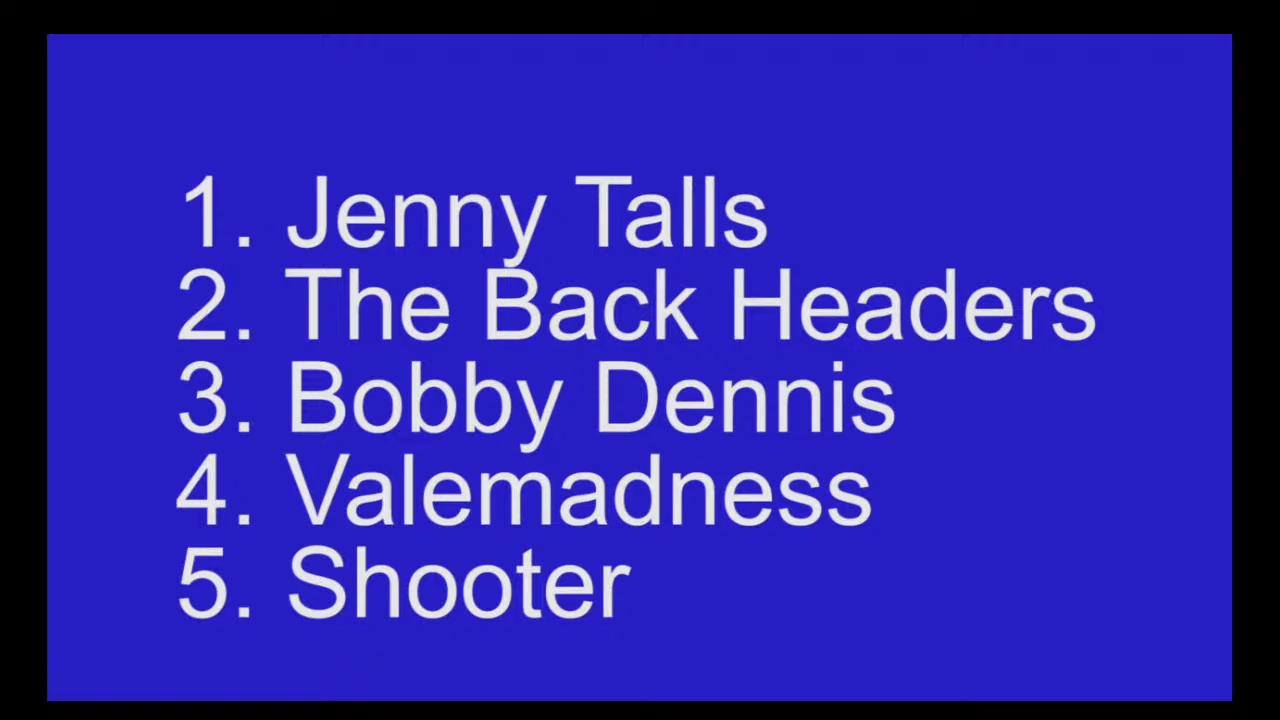 1. Jenny Talls
2. The Back Headers
3. Bobby Dennis
4. Valemadness
5. Shooter